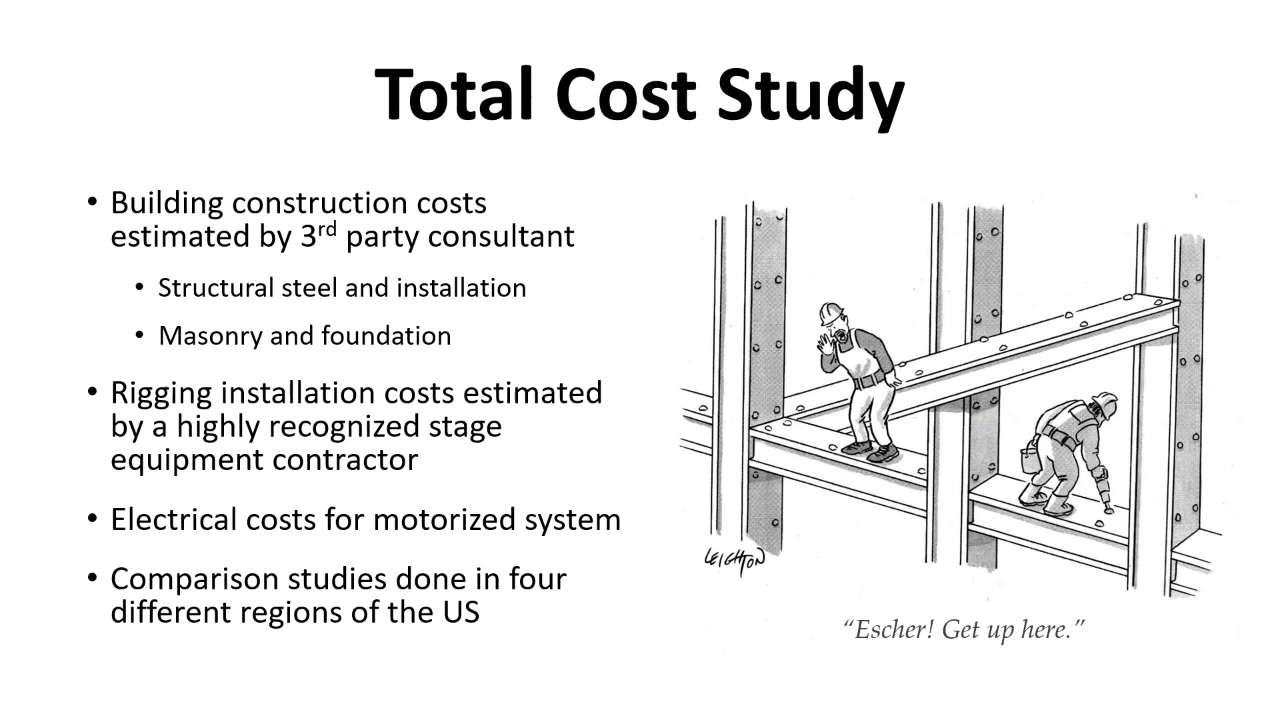 Total Cost Study
• Building construction costs
estimated by 3rd party consultant
• Structural steel and installation
• Masonry and foundation
• Rigging installation costs estimated
by a highly recognized stage
equipment contractor
• Electrical costs for motorized system
• Comparison studies done in four
different regions of the US
LEIGHTON
“Escher! Get up here.”